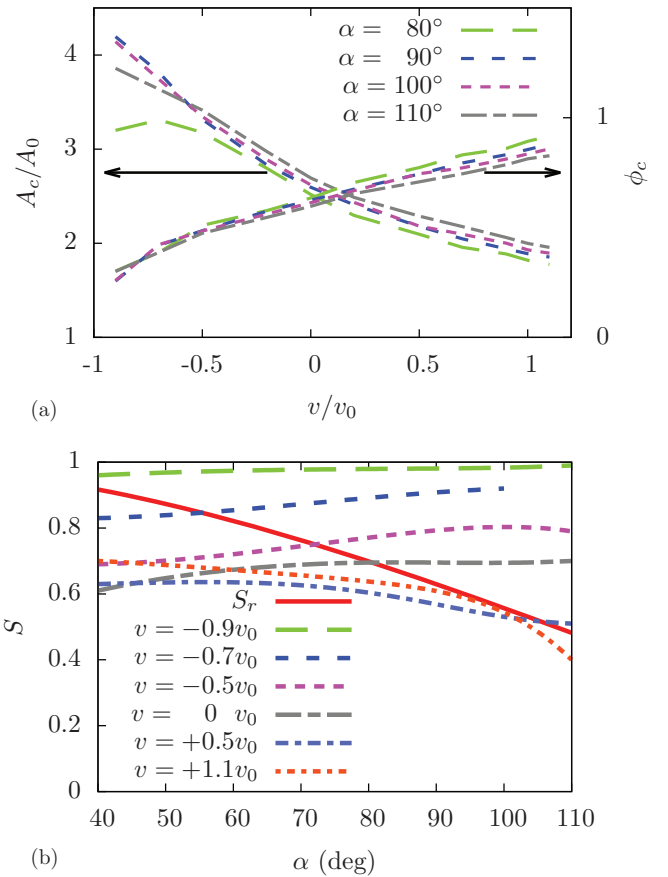 α = 80°
α = 90°
α = 100°
α = 110°
4
3
2
1
A_c/A_0
1
0
ϕ_c
-1 -0.5 0 0.5 1
v/v_0
(a)
1
0.8
0.6
0.4
0.2
0
S
S_r
v = −0.9v_0
v = −0.7v_0
v = −0.5v_0
v = 0 v_0
v = +0.5v_0
v = +1.1v_0
40 50 60 70 80 90 100 110
α (deg)
(b)